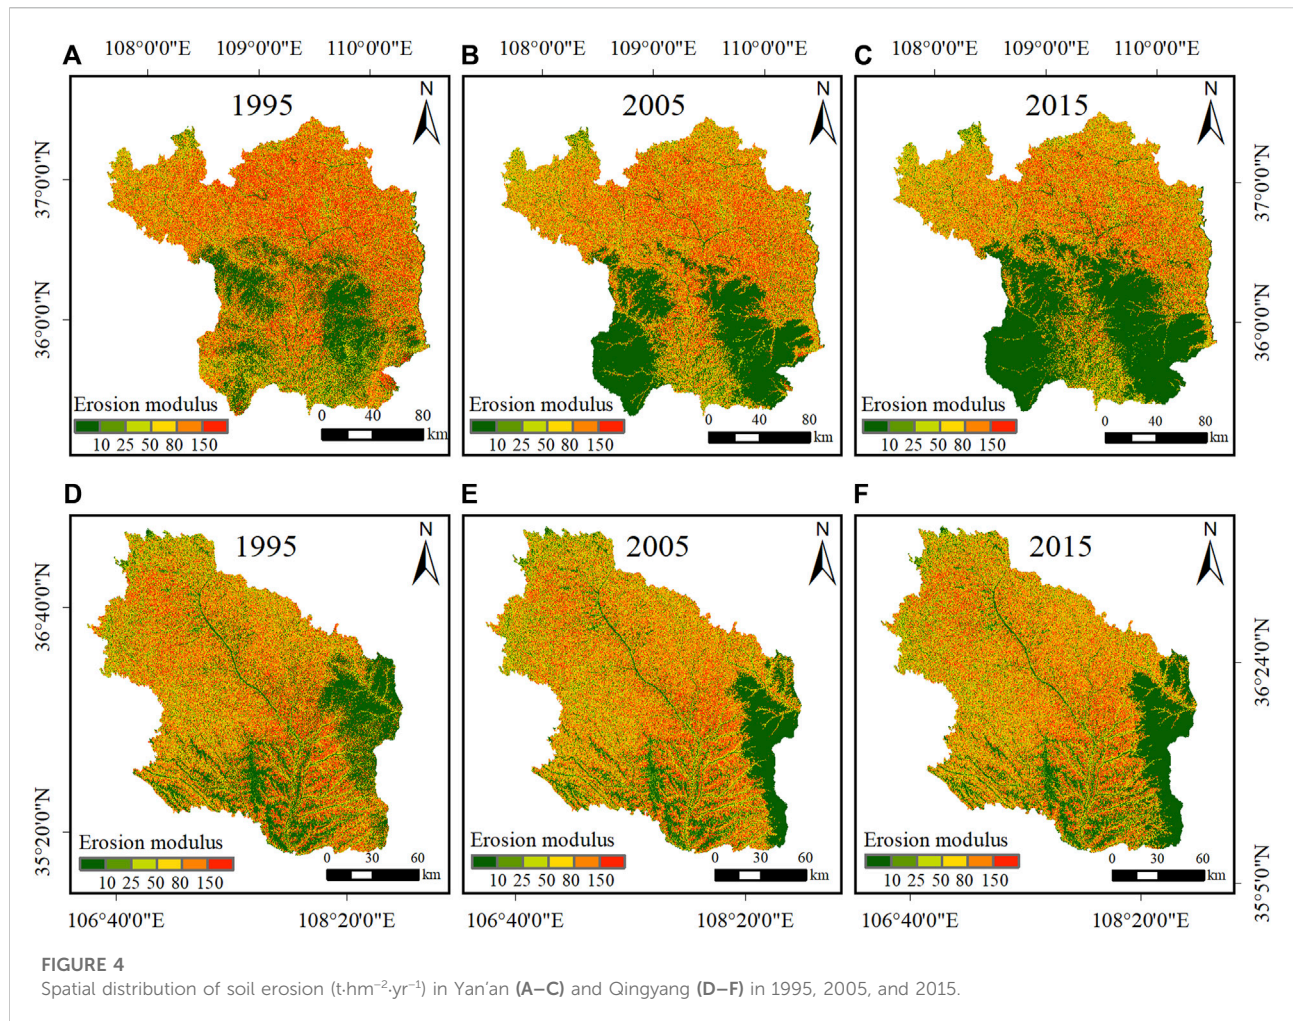 A
108°0'0"E 109°0'0"E 110°0'0"E
B
108°0'0"E 109°0'0"E 110°0'0"E
C
108°0'0"E 109°0'0"E 110°0'0"E
37°0'0"N
36°0'0"N
1995
N
Erosion modulus
10 25 50 80 150
0 40 80
km
2005
N
Erosion modulus
10 25 50 80 150
0 40 80
km
2015
N
Erosion modulus
10 25 50 80 150
0 40 80
km
37°0'0"N
36°0'0"N
D
E
F
36°40'0"N
35°20'0"N
1995
N
Erosion modulus
10 25 50 80 150
0 30 60
km
2005
N
Erosion modulus
10 25 50 80 150
0 30 60
km
2015
N
Erosion modulus
10 25 50 80 150
0 30 60
km
36°24'0"N
35°5'0"N
106°40'0"E 108°20'0"E
106°40'0"E 108°20'0"E
106°40'0"E 108°20'0"E
FIGURE 4
Spatial distribution of soil erosion (t·hm⁻²·yr⁻¹) in Yan’an (A–C) and Qingyang (D–F) in 1995, 2005, and 2015.